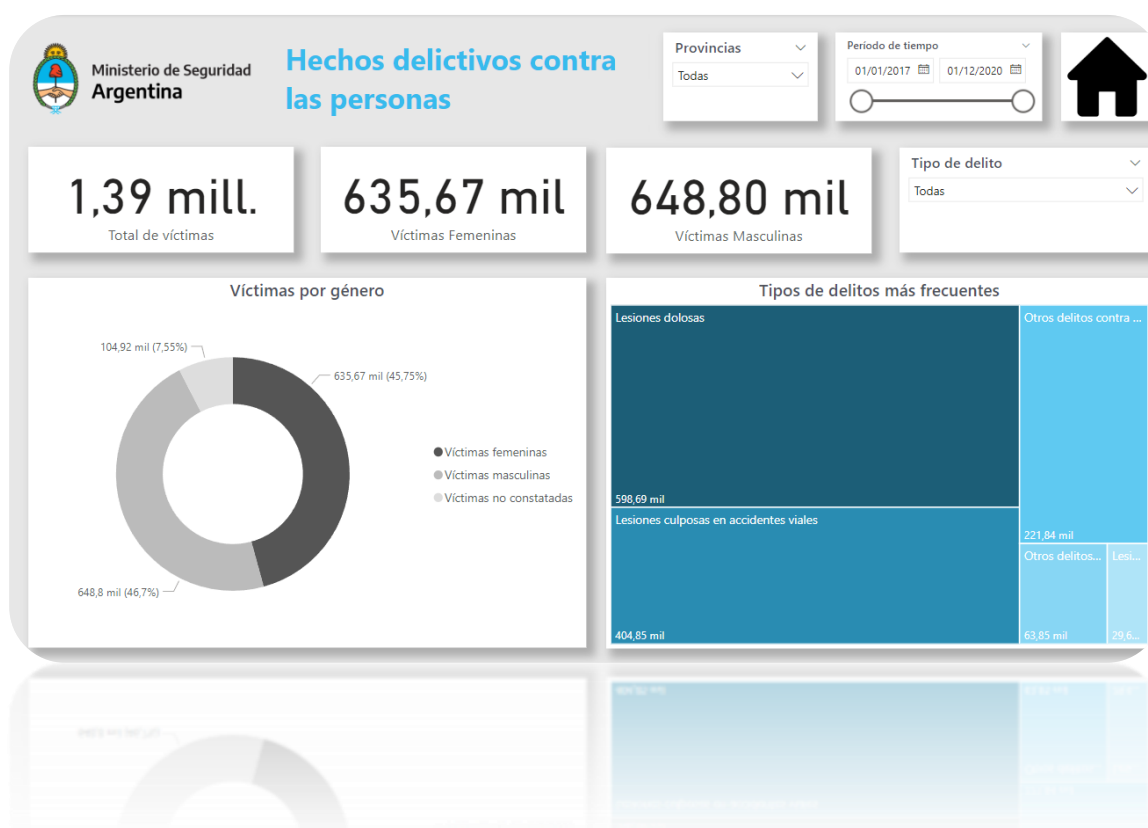 Ministerio de Seguridad
Argentina
Hechos delictivos contra
las personas
Provincias
Todas
Período de tiempo
01/01/2017
01/12/2020
1,39 mill.
Total de víctimas
635,67 mil
Víctimas Femeninas
648,80 mil
Víctimas Masculinas
Tipo de delito
Todas
Víctimas por género
104,92 mil (7,55%)
635,67 mil (45,75%)
648,8 mil (46,7%)
Víctimas femeninas
Víctimas masculinas
Víctimas no constatadas
Tipos de delitos más frecuentes
Lesiones dolosas
598,69 mil
Lesiones culposas en accidentes viales
404,85 mil
Otros delitos contra ...
221,84 mil
Otros delitos...
63,85 mil
Lesi...
29,6...